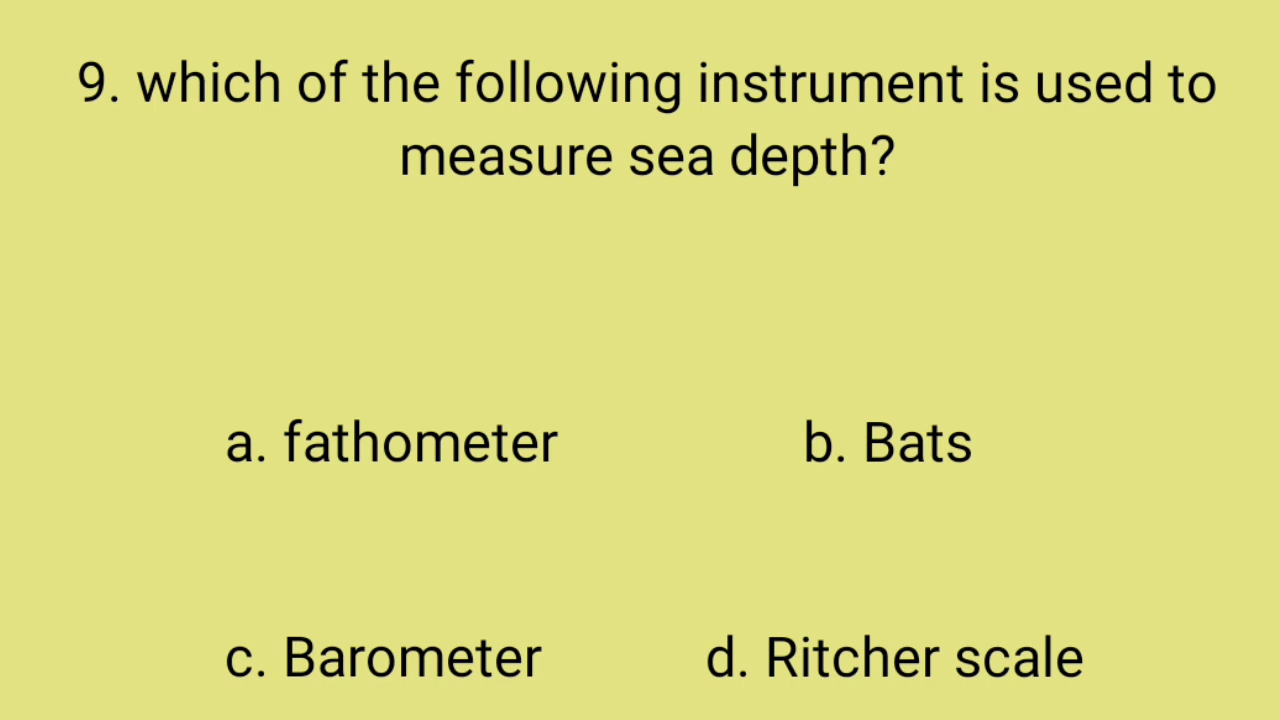 9. which of the following instrument is used to
measure sea depth?
a. fathometer
b. Bats
c. Barometer
d. Ritcher scale